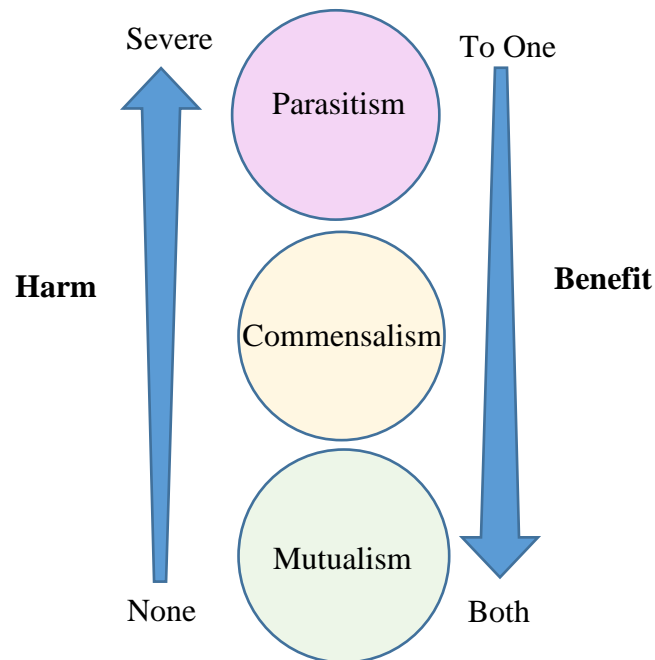 Severe
To One
Parasitism
Harm
Benefit
Commensalism
Mutualism
None
Both